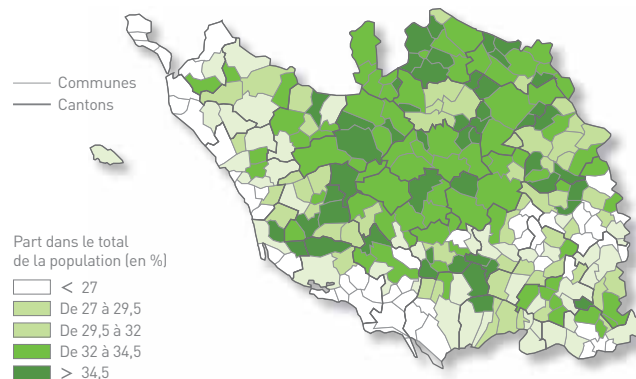 Communes
Cantons
Part dans le total
de la population (en %)
< 27
De 27 à 29,5
De 29,5 à 32
De 32 à 34,5
> 34,5